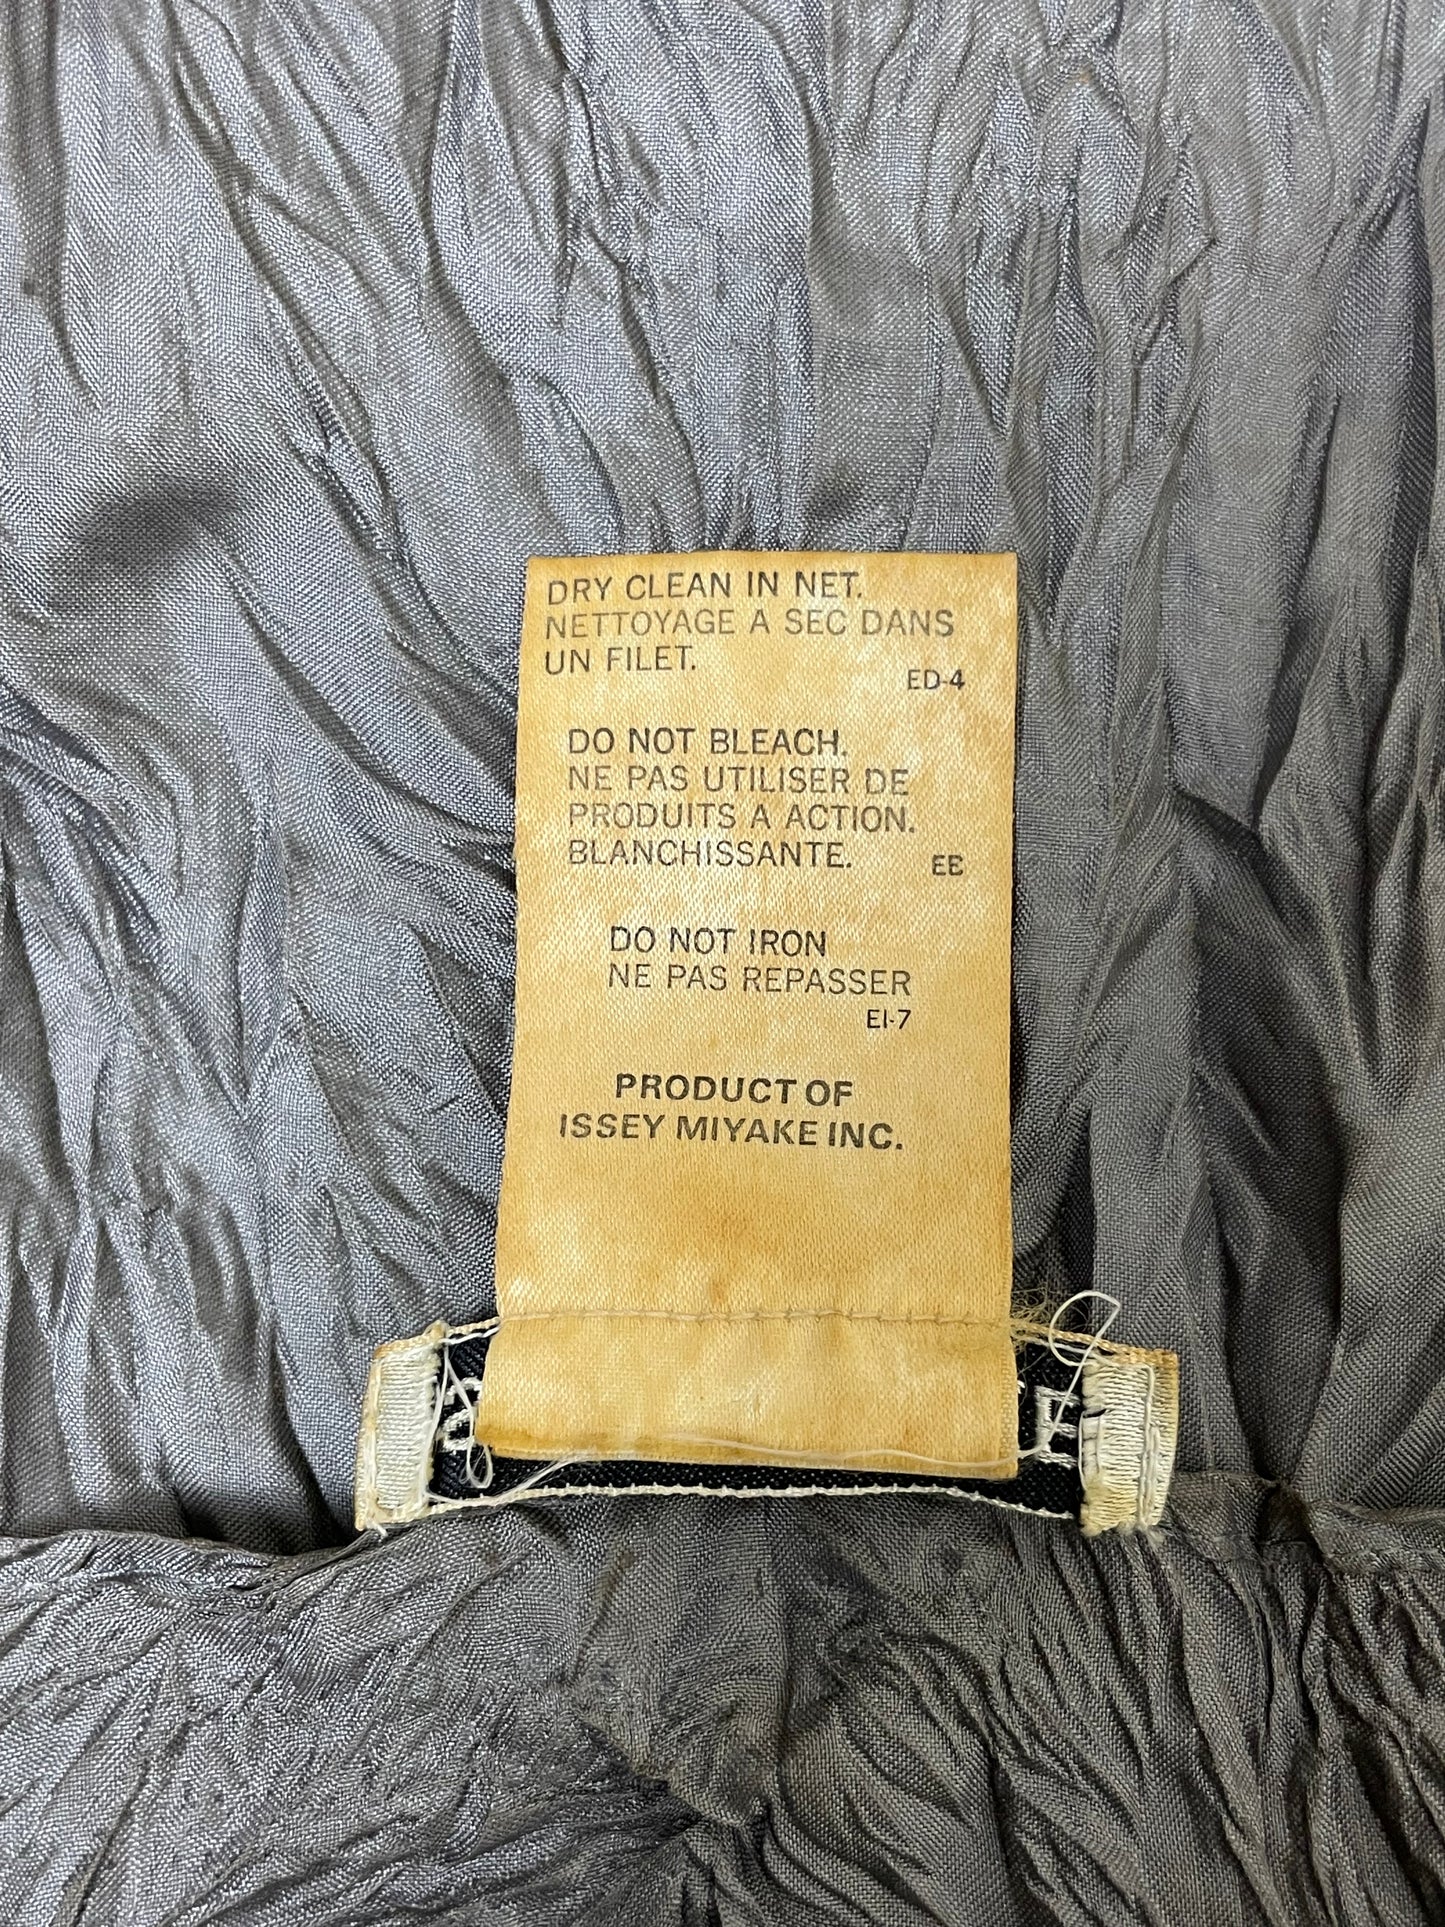 DRY CLEAN IN NET.
NETTOYAGE A SEC DANS
UN FILET.
ED-4
DO NOT BLEACH.
NE PAS UTILISER DE
PRODUITS A ACTION.
BLANCHISSANTE.
EE
DO NOT IRON
NE PAS REPASSER
EI-7
PRODUCT OF
ISSEY MIYAKE INC.